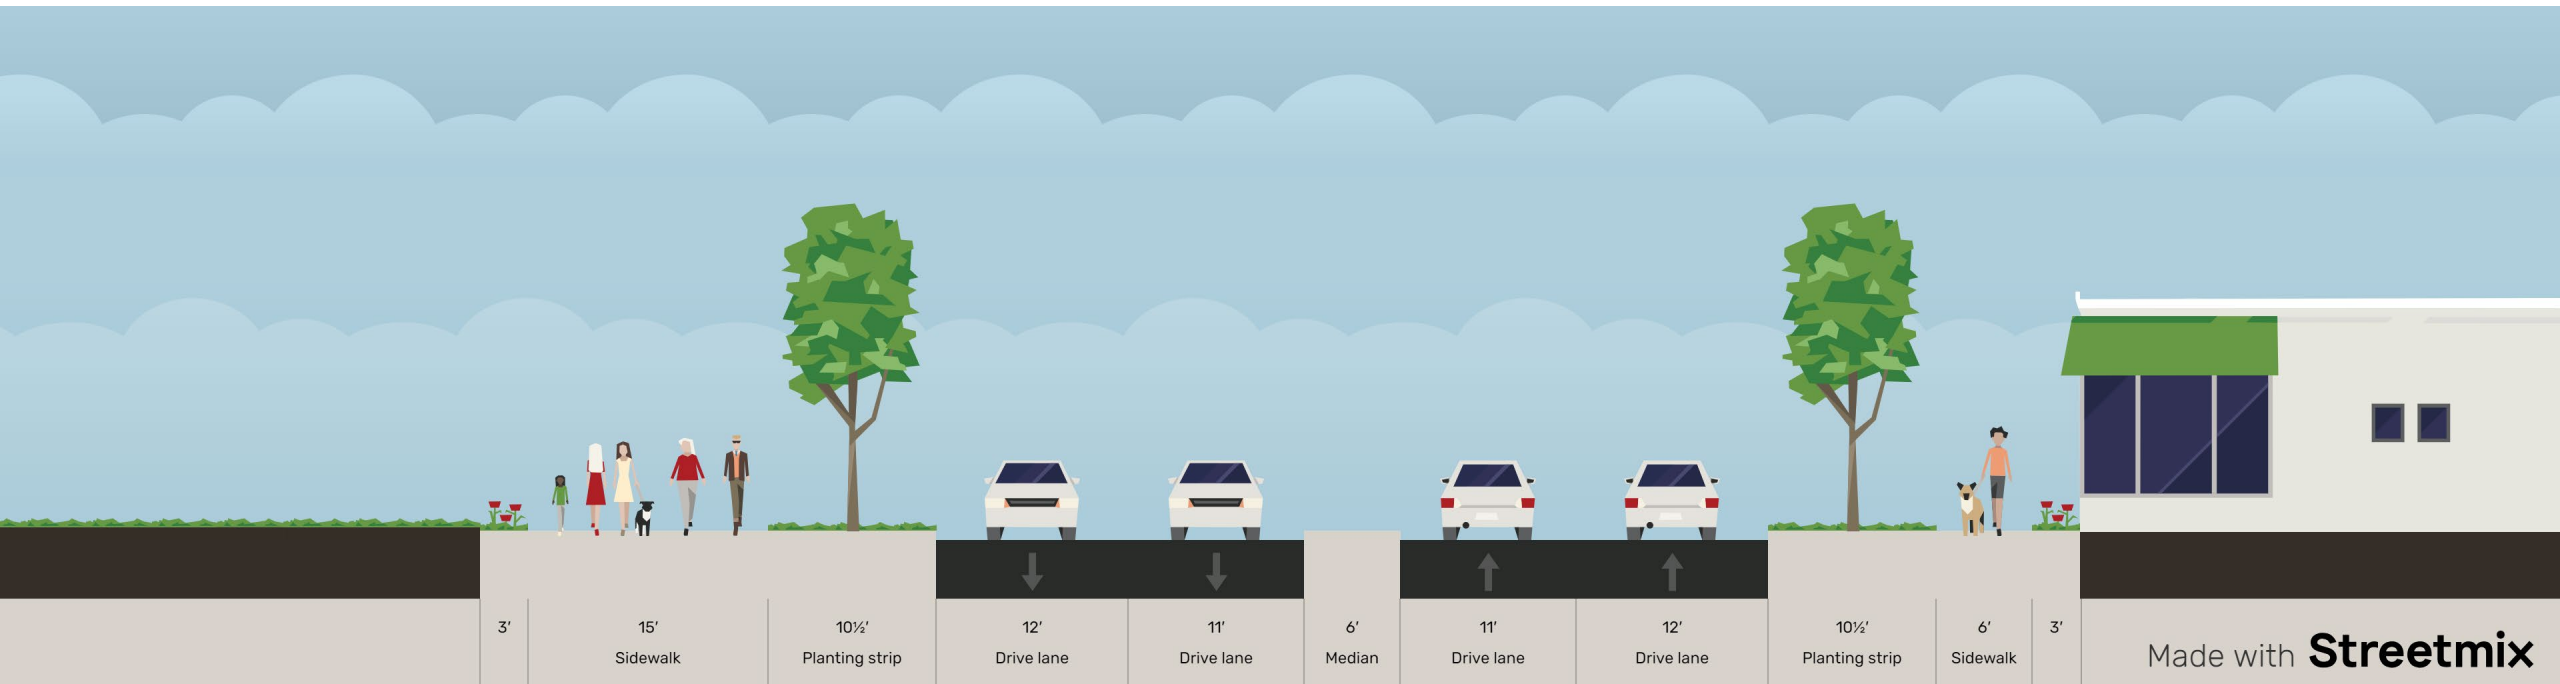 3′
15′
Sidewalk
10½′
Planting strip
12′
Drive lane
11′
Drive lane
6′
Median
11′
Drive lane
12′
Drive lane
10½′
Planting strip
6′
Sidewalk
3′
Made with Streetmix